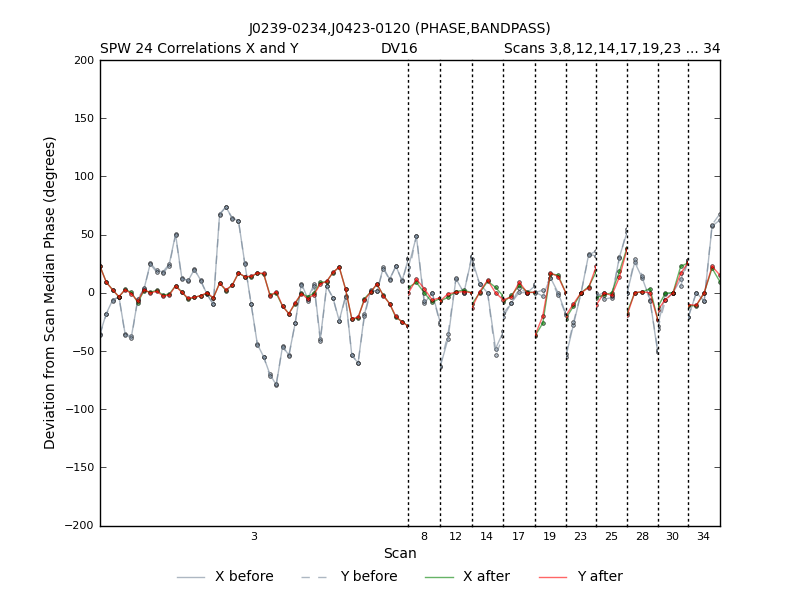 J0239-0234,J0423-0120 (PHASE,BANDPASS)
SPW 24 Correlations X and Y DV16 Scans 3,8,12,14,17,19,23 ... 34
200
150
100
50
0
−50
−100
−150
−200
Deviation from Scan Median Phase (degrees)
3 8 12 14 17 19 23 25 28 30 34
Scan
X before Y before X after Y after